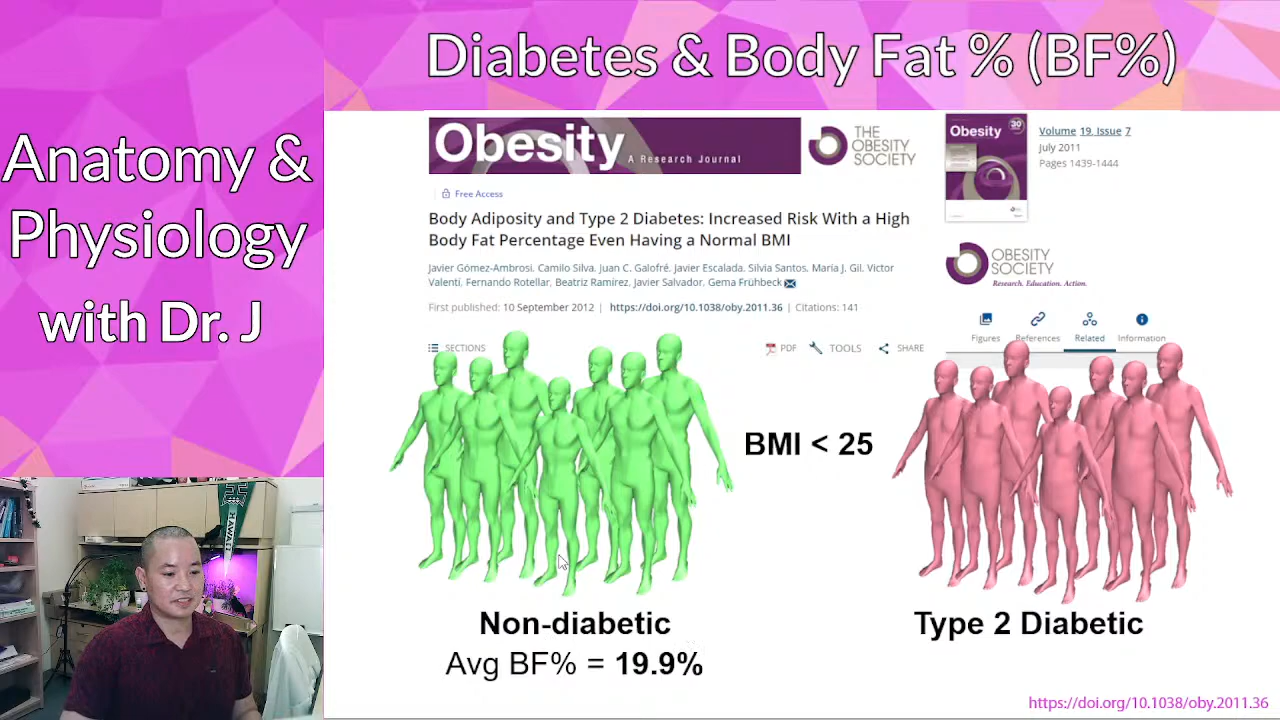 Diabetes & Body Fat % (BF%)
Anatomy &
Physiology
with Dr. J
Obesity A Research Journal
THE
OBESITY
SOCIETY
Obesity 30
Volume 19, Issue 7
July 2011
Pages 1439-1444
Free Access
Body Adiposity and Type 2 Diabetes: Increased Risk With a High
Body Fat Percentage Even Having a Normal BMI
Javier Gómez-Ambrosi, Camilo Silva, Juan C. Galofré, Javier Escalada, Silvia Santos, María J. Gil, Victor
Valentí, Fernando Rotellar, Beatriz Ramírez, Javier Salvador, Gema Frühbeck
First published: 10 September 2012 | https://doi.org/10.1038/oby.2011.36 | Citations: 141
OBESITY
SOCIETY
Research. Education. Action.
Figures References Related Information
SECTIONS PDF TOOLS SHARE
BMI < 25
Non-diabetic
Avg BF% = 19.9%
Type 2 Diabetic
HAWAI
https://doi.org/10.1038/oby.2011.36